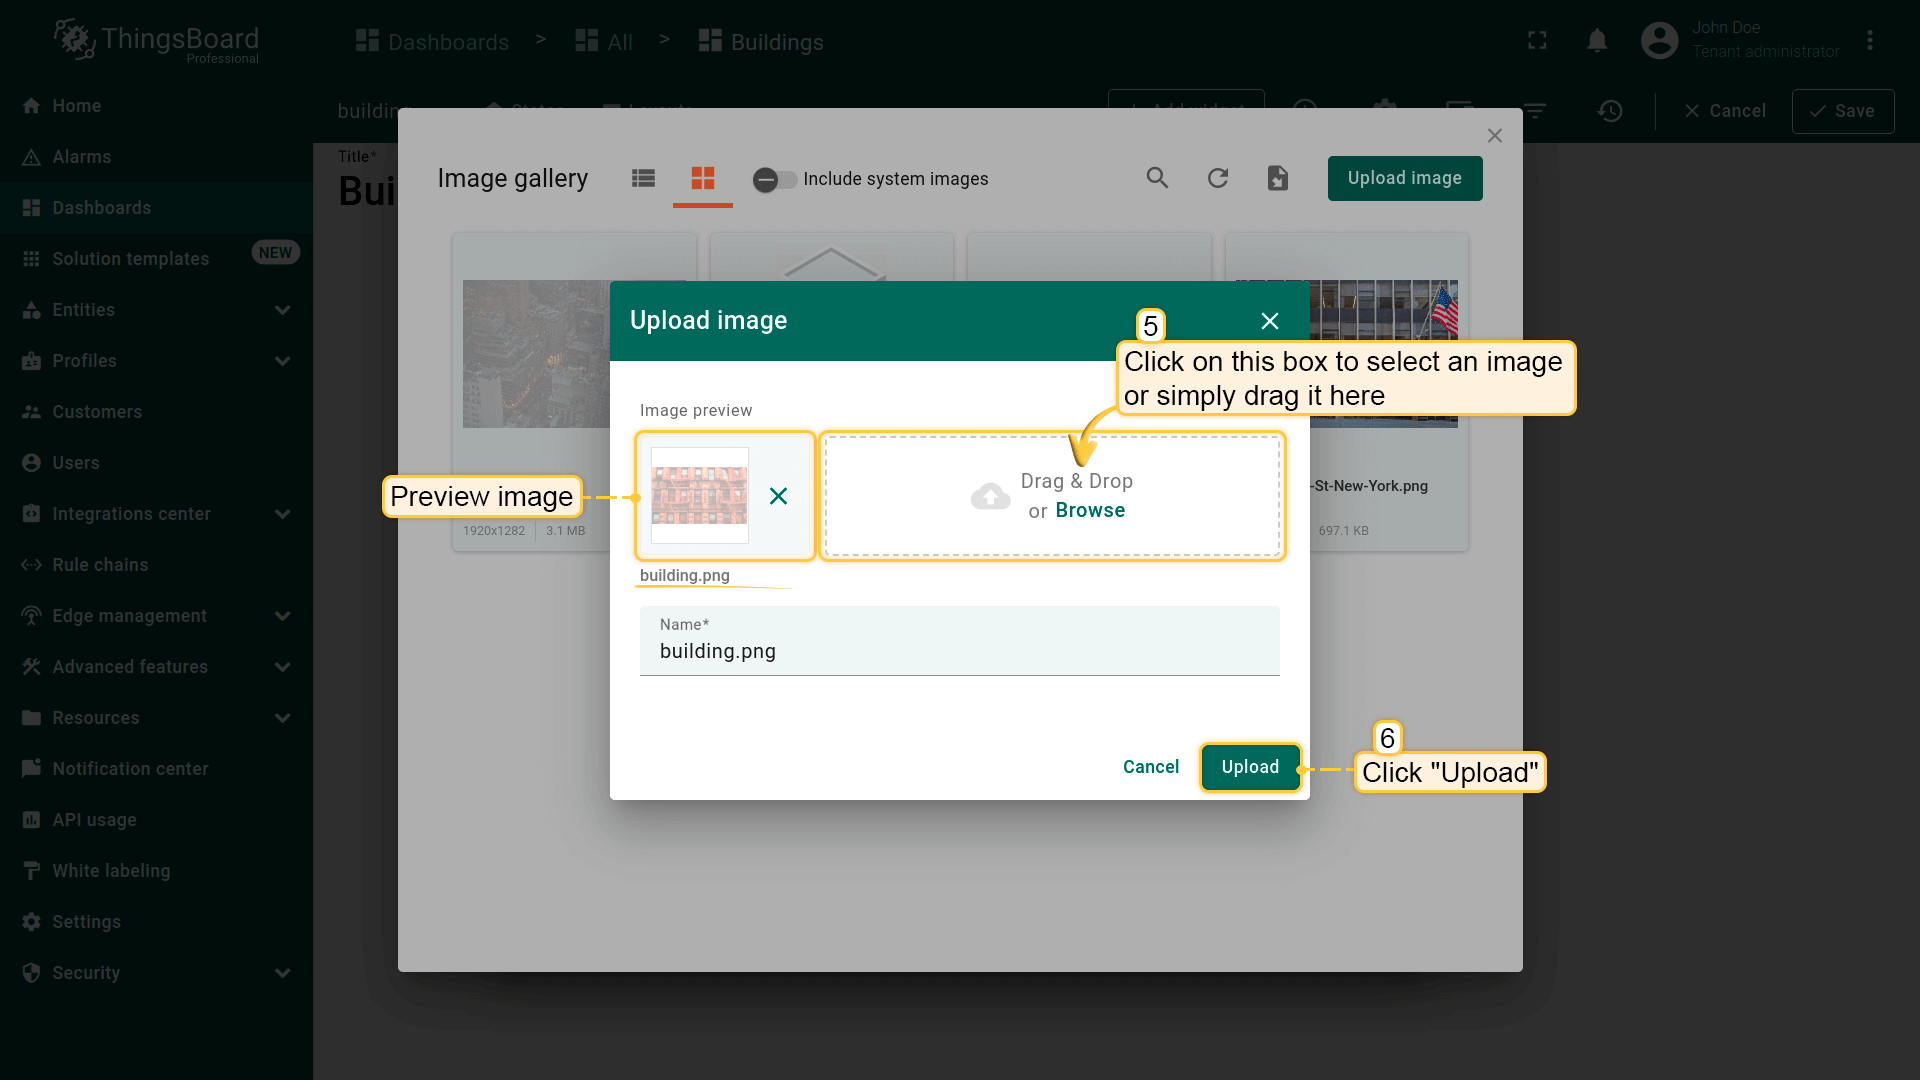 ThingsBoard
Professional
Dashboards > All > Buildings
John Doe
Tenant administrator
Home
Alarms
Dashboards
Solution templates NEW
Entities
Profiles
Customers
Users
Integrations center
Rule chains
Edge management
Advanced features
Resources
Notification center
API usage
White labeling
Settings
Security
building
Add widget
Cancel
Save
Title*
Bui
Image gallery
Include system images
Upload image
1920x1282
3.1 MB
-St-New-York.png
697.1 KB
Upload image
5
Click on this box to select an image
or simply drag it here
Image preview
Preview image
Drag & Drop
or Browse
building.png
Name*
building.png
Cancel
Upload
6
Click "Upload"